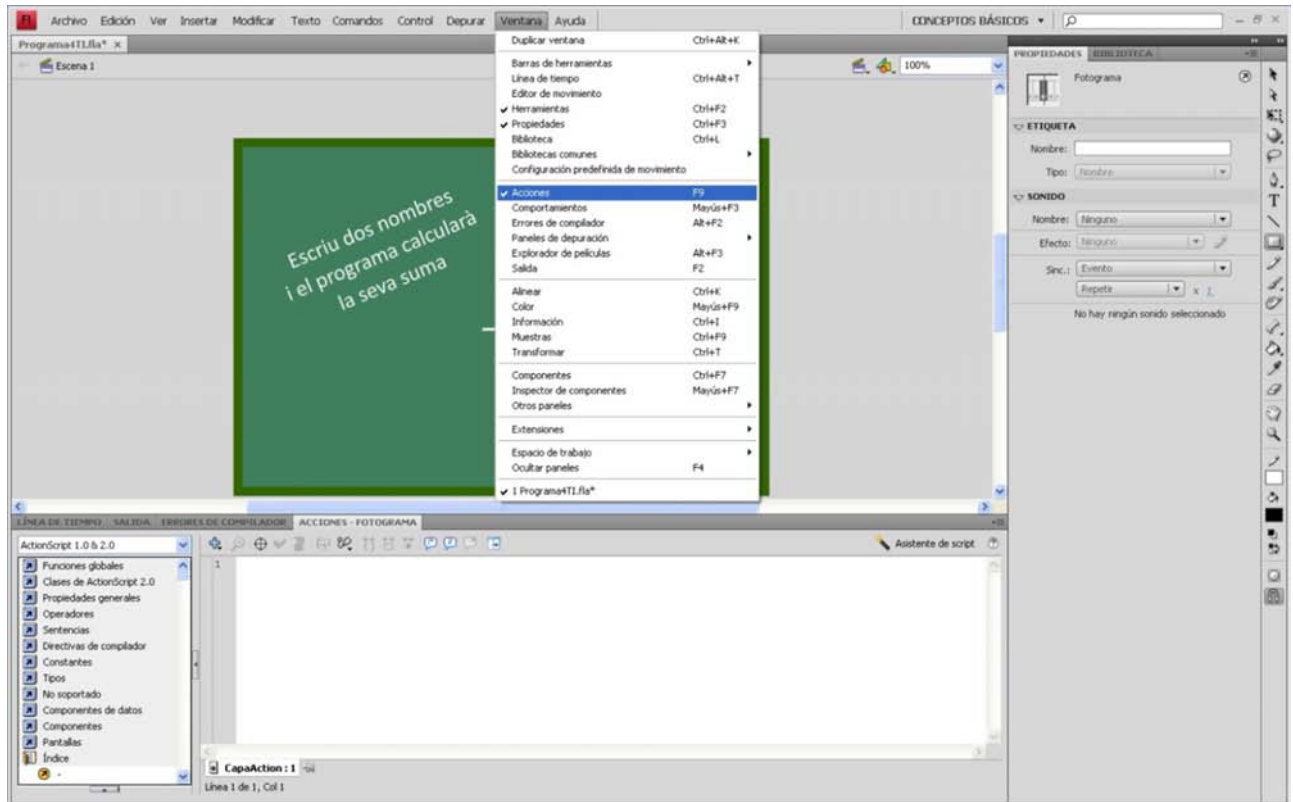 FL Archivo Edición Ver Insertar Modificar Texto Comandos Control Depurar Ventana Ayuda CONCEPTOS BÁSICOS
Programa4TI.fla* x
Escena 1
100%
Duplicar ventana Ctrl+Alt+K
Barras de herramientas
Línea de tiempo Ctrl+Alt+T
Editor de movimiento
Herramientas Ctrl+F2
Propiedades Ctrl+F3
Biblioteca Ctrl+L
Bibliotecas comunes
Configuración predefinida de movimiento
Acciones F9
Comportamientos Mayús+F3
Errores de compilador Alt+F2
Paneles de depuración
Explorador de películas Alt+F3
Salida F2
Alinear Ctrl+K
Color Mayús+F9
Información Ctrl+I
Muestras Ctrl+F9
Transformar Ctrl+T
Componentes Ctrl+F7
Inspector de componentes Mayús+F7
Otros paneles
Extensiones
Espacio de trabajo
Ocultar paneles F4
1 Programa4TI.fla*
Escriu dos nombres
i el programa calcularà
la seva suma
PROPIEDADES BIBLIOTECA
Fotograma
ETIQUETA
Nombre:
Tipo: Nombre
SONIDO
Nombre: Ninguno
Efecto: Ninguno
Sinc.: Evento
Repetir x 1
No hay ningún sonido seleccionado
LÍNEA DE TIEMPO SALIDA ERRORES DE COMPILADOR ACCIONES - FOTOGRAMA
ActionScript 1.0 & 2.0
Asistente de script
Funciones globales
Clases de ActionScript 2.0
Propiedades generales
Operadores
Sentencias
Directivas de compilador
Constantes
Tipos
No soportado
Componentes de datos
Componentes
Pantallas
Índice
-
1
CapaAction : 1
Línea 1 de 1, Col 1